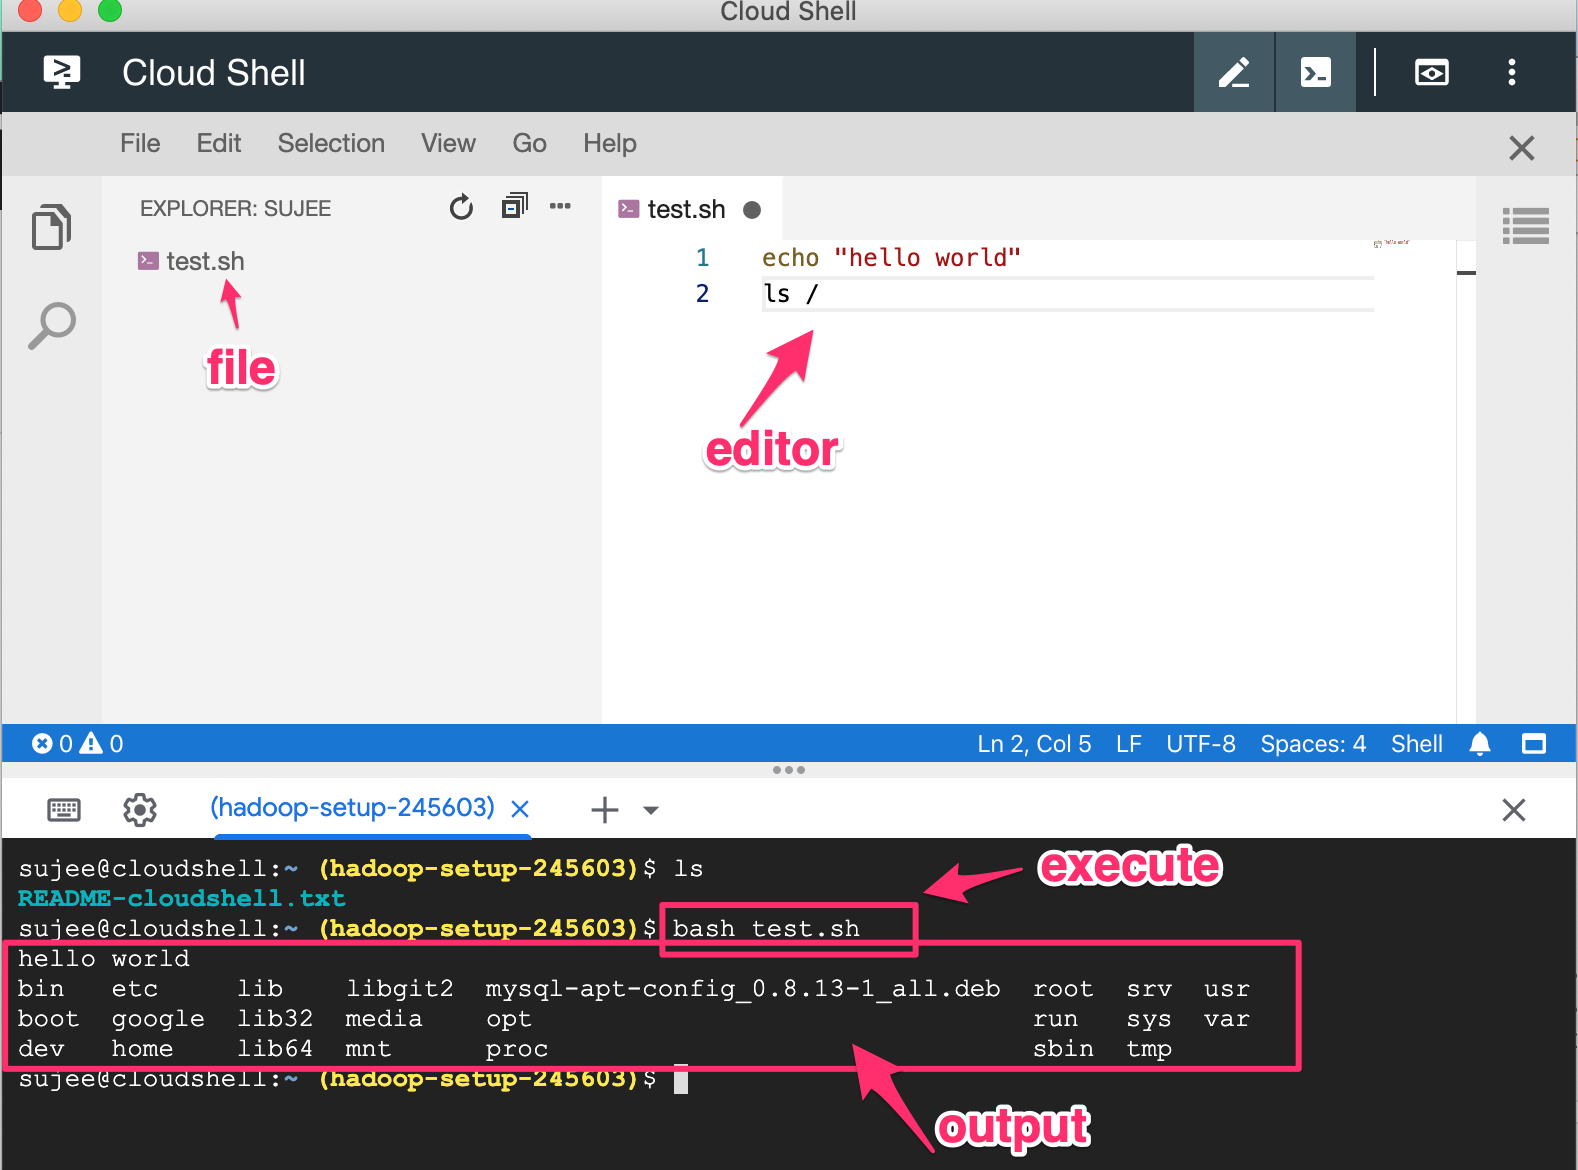 Cloud Shell
Cloud Shell
File Edit Selection View Go Help
EXPLORER: SUJEE
test.sh
file
test.sh
1 echo "hello world"
2 ls /
editor
0 0 Ln 2, Col 5 LF UTF-8 Spaces: 4 Shell
(hadoop-setup-245603)
sujee@cloudshell:~ (hadoop-setup-245603)$ ls
execute
README-cloudshell.txt
sujee@cloudshell:~ (hadoop-setup-245603)$ bash test.sh
hello world
bin etc lib libgit2 mysql-apt-config_0.8.13-1_all.deb root srv usr
boot google lib32 media opt run sys var
dev home lib64 mnt proc sbin tmp
sujee@cloudshell:~ (hadoop-setup-245603)$
output